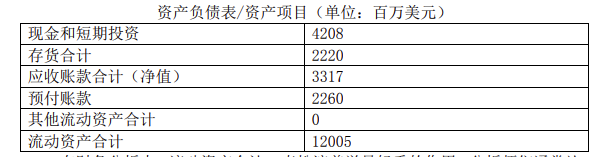 资产负债表/资产项目（单位：百万美元）
现金和短期投资 4208
存货合计 2220
应收账款合计（净值） 3317
预付账款 2260
其他流动资产合计 0
流动资产合计 12005